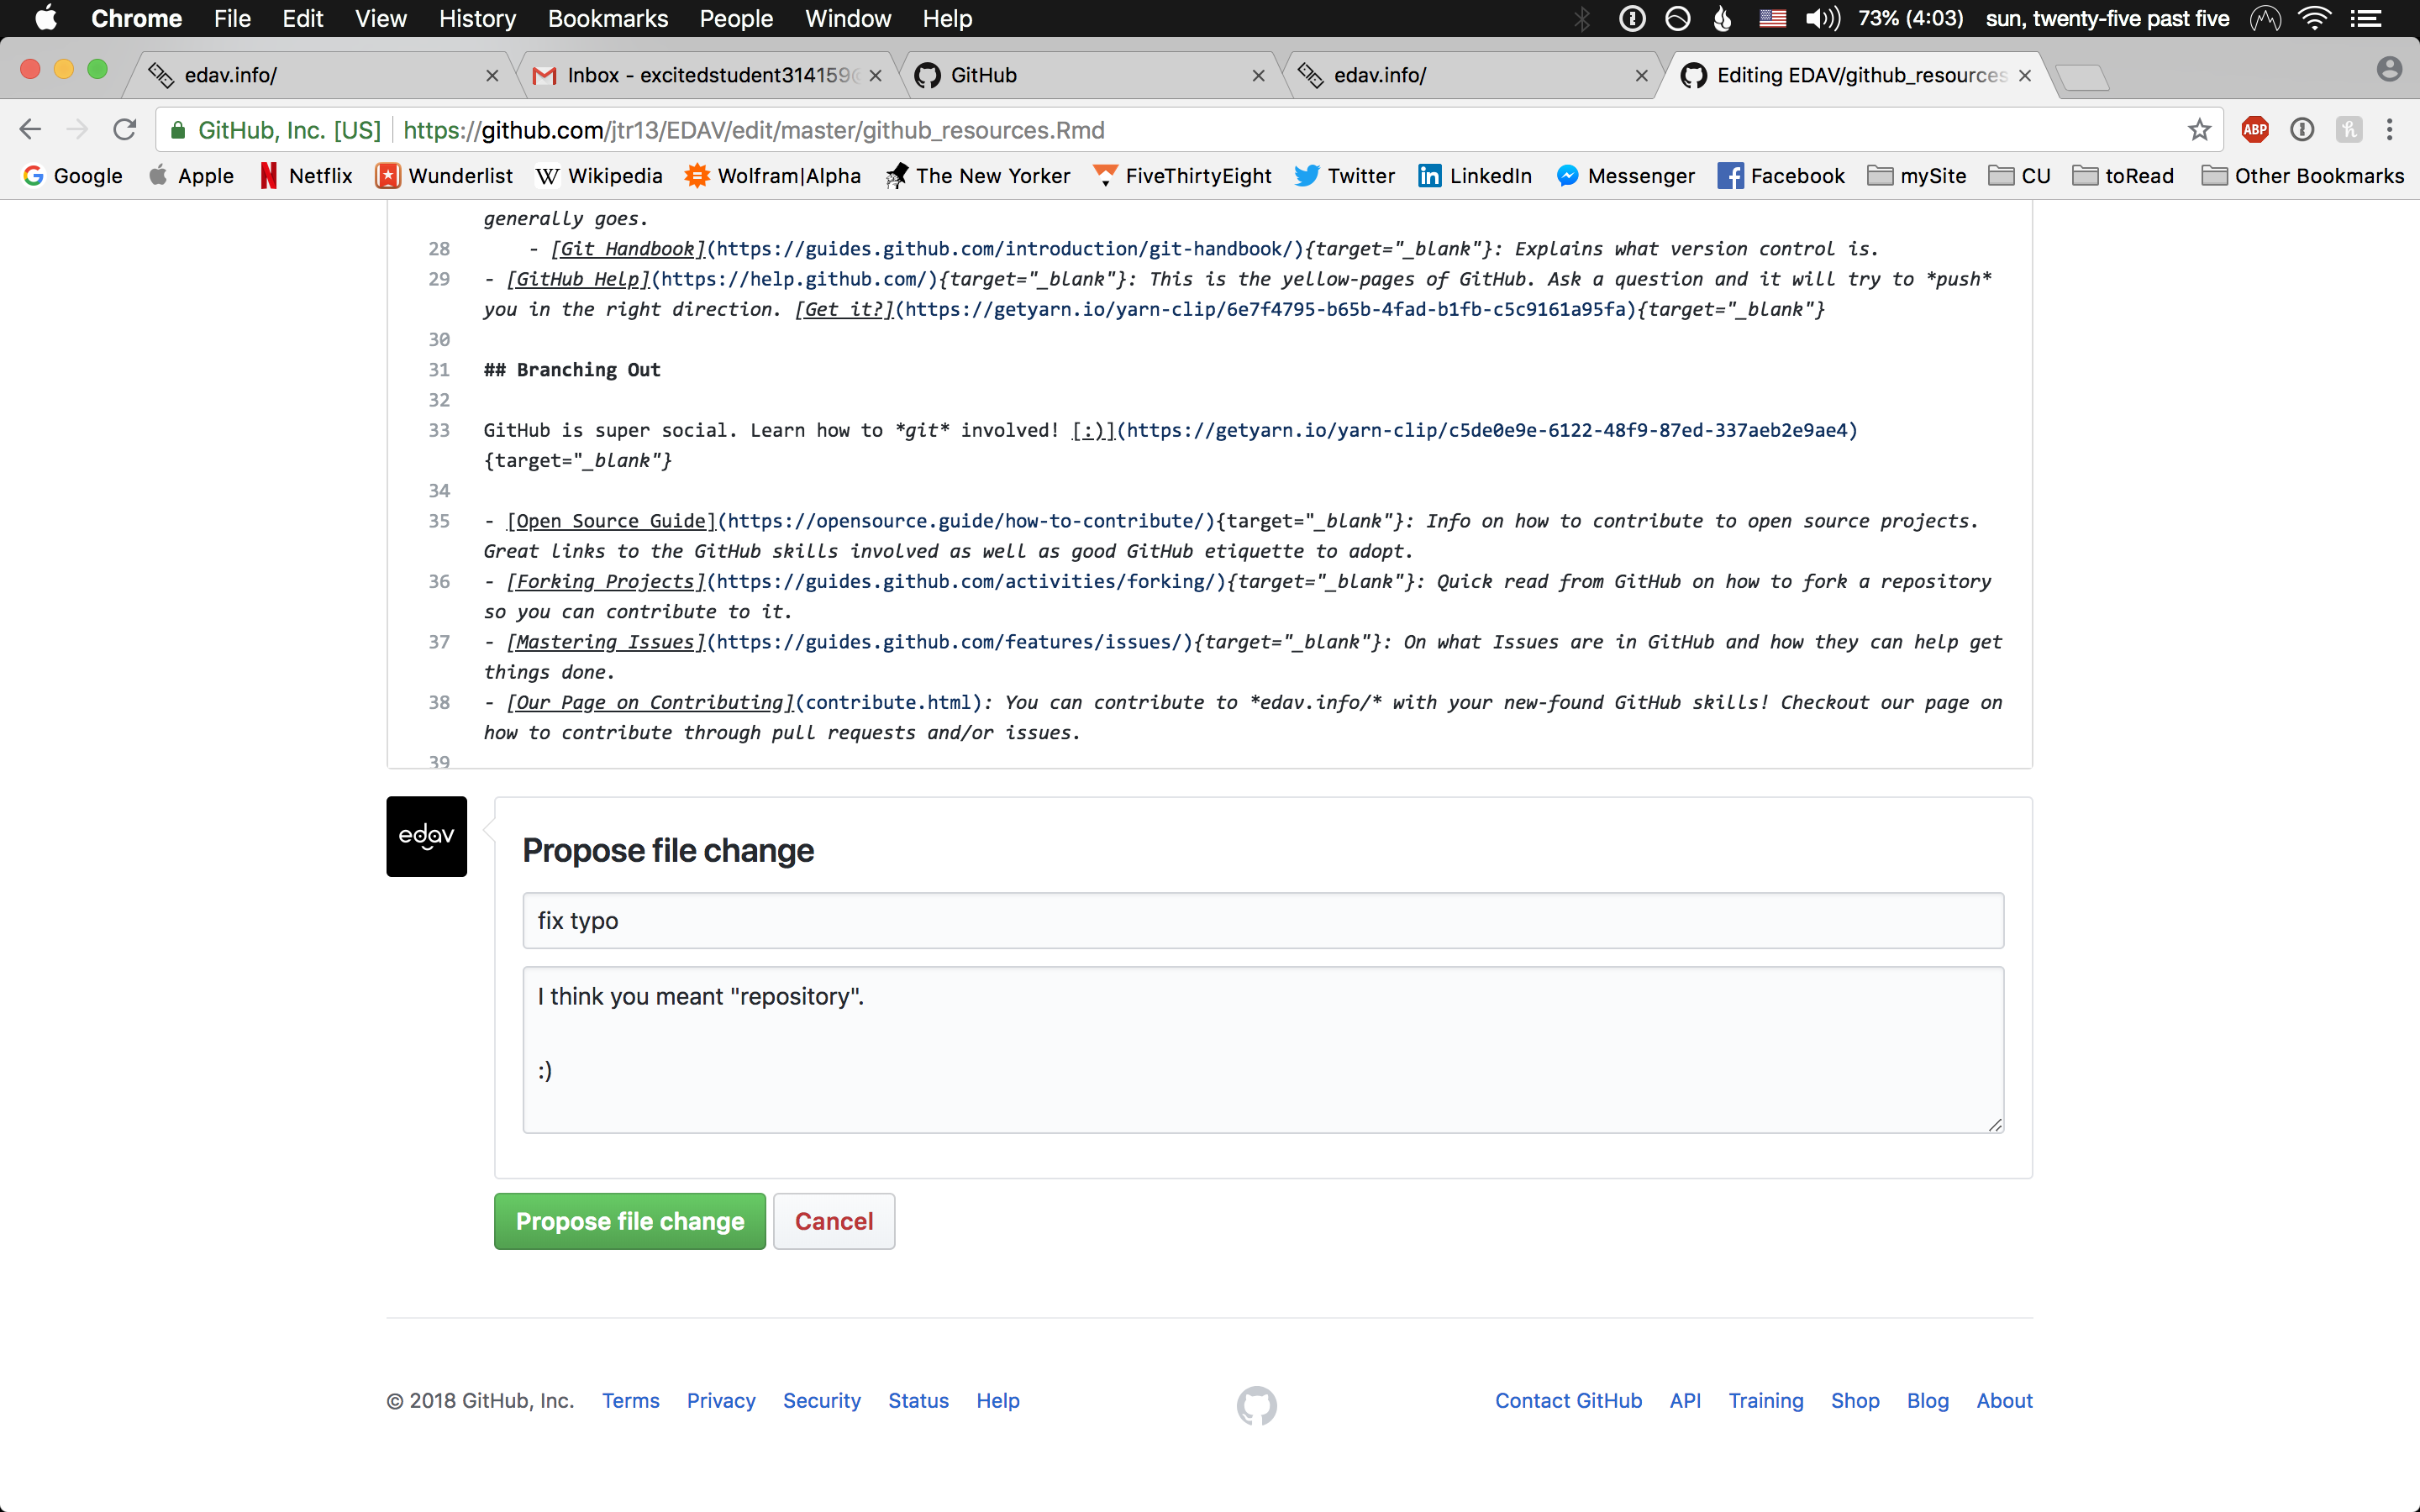 Chrome File Edit View History Bookmarks People Window Help 73% (4:03) sun, twenty-five past five
edav.info/ Inbox - excitedstudent314159 GitHub edav.info/ Editing EDAV/github_resources
GitHub, Inc. [US] https://github.com/jtr13/EDAV/edit/master/github_resources.Rmd ABP
Google Apple Netflix Wunderlist Wikipedia Wolfram|Alpha The New Yorker FiveThirtyEight Twitter LinkedIn Messenger Facebook mySite CU toRead Other Bookmarks
generally goes.
28 - [Git Handbook](https://guides.github.com/introduction/git-handbook/){target="_blank"}: Explains what version control is.
29 - [GitHub Help](https://help.github.com/){target="_blank"}: This is the yellow-pages of GitHub. Ask a question and it will try to *push*
you in the right direction. [Get it?](https://getyarn.io/yarn-clip/6e7f4795-b65b-4fad-b1fb-c5c9161a95fa){target="_blank"}
30
31 ## Branching Out
32
33 GitHub is super social. Learn how to *git* involved! [:)](https://getyarn.io/yarn-clip/c5de0e9e-6122-48f9-87ed-337aeb2e9ae4)
{target="_blank"}
34
35 - [Open Source Guide](https://opensource.guide/how-to-contribute/){target="_blank"}: Info on how to contribute to open source projects.
Great links to the GitHub skills involved as well as good GitHub etiquette to adopt.
36 - [Forking Projects](https://guides.github.com/activities/forking/){target="_blank"}: Quick read from GitHub on how to fork a repository
so you can contribute to it.
37 - [Mastering Issues](https://guides.github.com/features/issues/){target="_blank"}: On what Issues are in GitHub and how they can help get
things done.
38 - [Our Page on Contributing](contribute.html): You can contribute to *edav.info/* with your new-found GitHub skills! Checkout our page on
how to contribute through pull requests and/or issues.
39
edav
Propose file change
fix typo
I think you meant "repository".
:)
Propose file change Cancel
© 2018 GitHub, Inc. Terms Privacy Security Status Help Contact GitHub API Training Shop Blog About